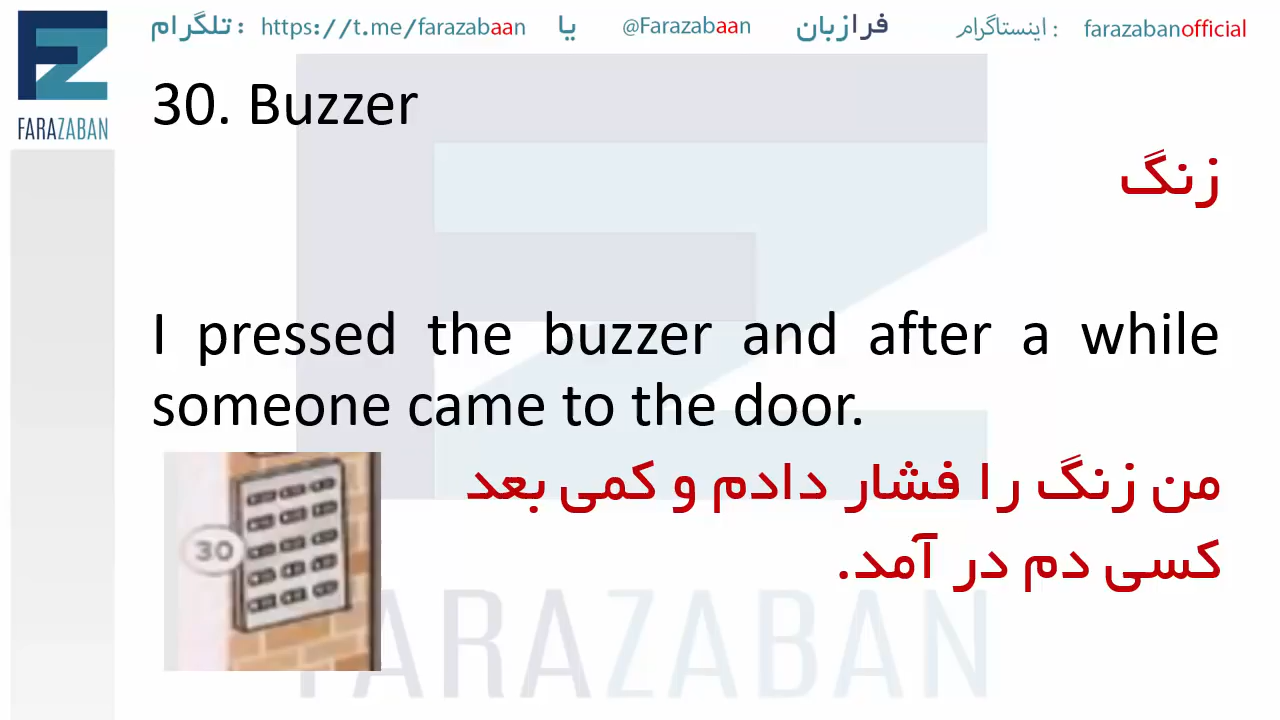 تلگرام : https://t.me/farazabaan یا @Farazabaan فرازبان اینستاگرام : farazabanofficial
FARAZABAN
30. Buzzer
زنگ
I pressed the buzzer and after a while
someone came to the door.
من زنگ را فشار دادم و کمی بعد
کسی دم در آمد.
30
FARAZABAN